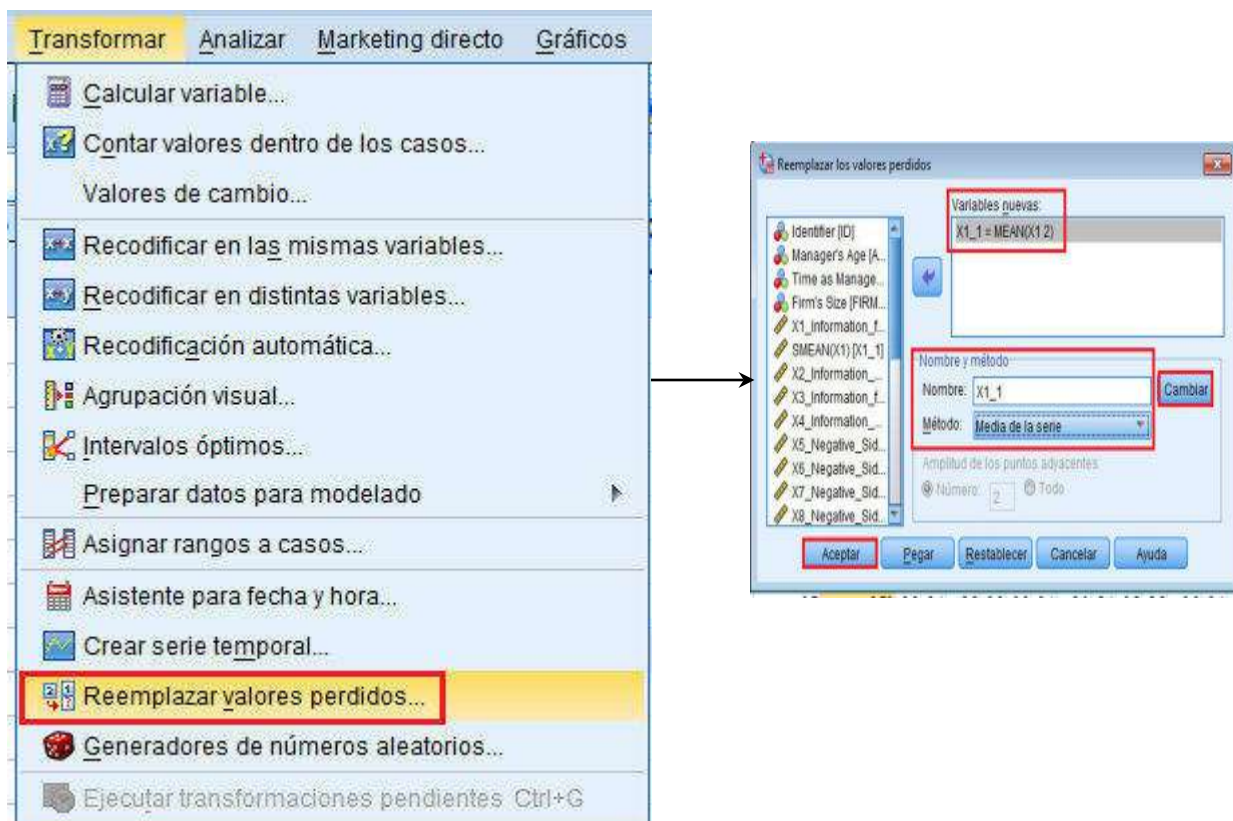 Transformar Analizar Marketing directo Gráficos
Calcular variable...
Contar valores dentro de los casos...
Valores de cambio...
Recodificar en las mismas variables...
Recodificar en distintas variables...
Recodificación automática...
Agrupación visual...
Intervalos óptimos...
Preparar datos para modelado
Asignar rangos a casos...
Asistente para fecha y hora...
Crear serie temporal...
Reemplazar valores perdidos...
Generadores de números aleatorios...
Ejecutar transformaciones pendientes Ctrl+G
Reemplazar los valores perdidos
Identifier [ID]
Manager's Age [A...
Time as Manage...
Firm's Size [FIRM...
X1_Information_f...
SMEAN(X1) [X1_1]
X2_Information_...
X3_Information_f...
X4_Information_...
X5_Negative_Sid...
X6_Negative_Sid...
X7_Negative_Sid...
X8_Negative_Sid...
Variables nuevas:
X1_1 = MEAN(X1 2)
Nombre y método
Nombre: X1_1 Cambiar
Método: Media de la serie
Amplitud de los puntos adyacentes
Número: 2 Todo
Aceptar Pegar Restablecer Cancelar Ayuda